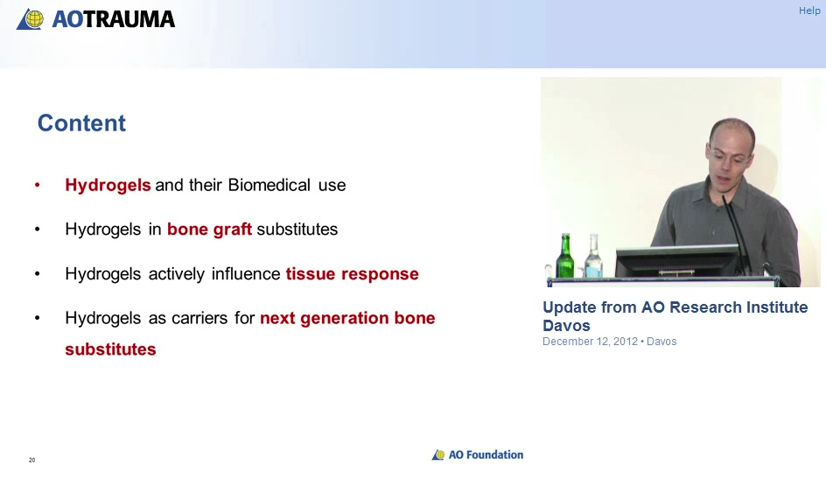 AOTRAUMA
Help
Content
• Hydrogels and their Biomedical use
• Hydrogels in bone graft substitutes
• Hydrogels actively influence tissue response
• Hydrogels as carriers for next generation bone
substitutes
Update from AO Research Institute
Davos
December 12, 2012 • Davos
20
AO Foundation